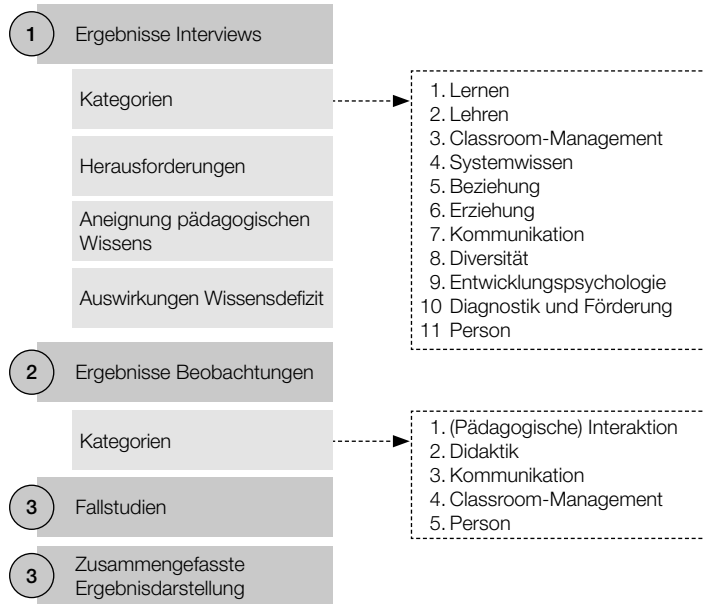 1 Ergebnisse Interviews
Kategorien
1. Lernen
2. Lehren
3. Classroom-Management
4. Systemwissen
5. Beziehung
6. Erziehung
7. Kommunikation
8. Diversität
9. Entwicklungspsychologie
10 Diagnostik und Förderung
11 Person
Herausforderungen
Aneignung pädagogischen
Wissens
Auswirkungen Wissensdefizit
2 Ergebnisse Beobachtungen
Kategorien
1. (Pädagogische) Interaktion
2. Didaktik
3. Kommunikation
4. Classroom-Management
5. Person
3 Fallstudien
3 Zusammengefasste
Ergebnisdarstellung